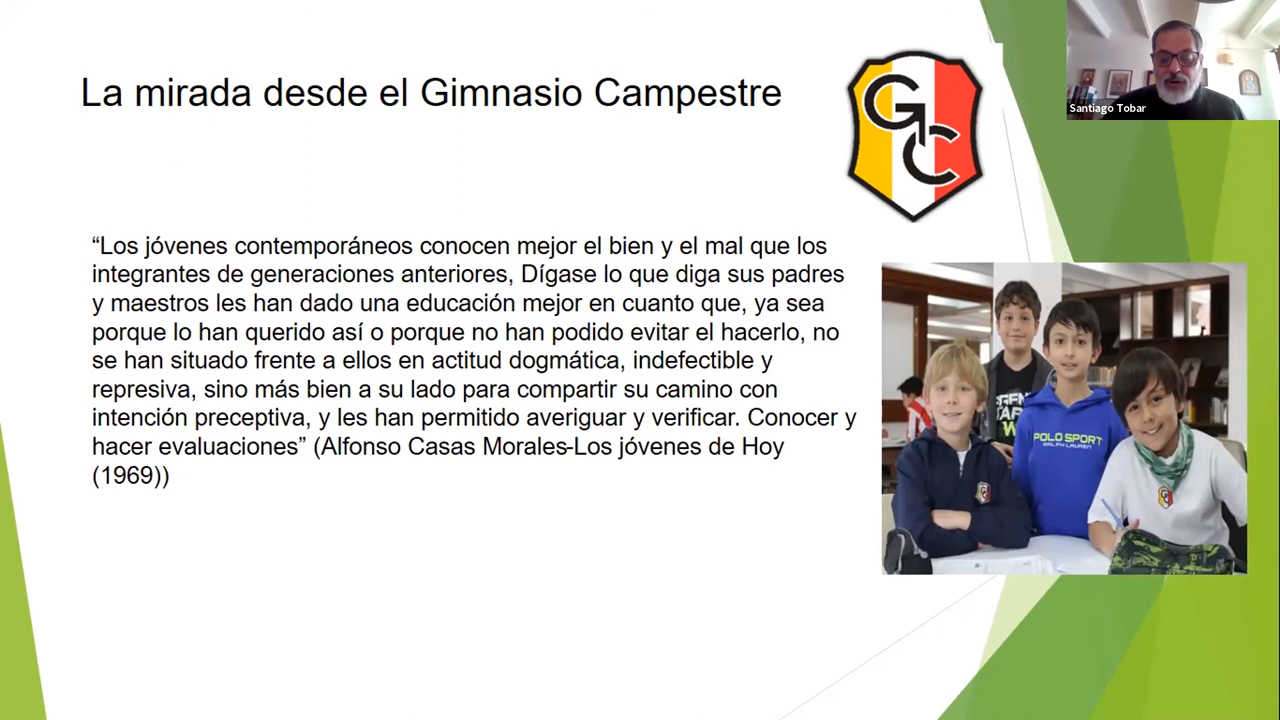 La mirada desde el Gimnasio Campestre
GC
Santiago Tobar
“Los jóvenes contemporáneos conocen mejor el bien y el mal que los
integrantes de generaciones anteriores, Dígase lo que diga sus padres
y maestros les han dado una educación mejor en cuanto que, ya sea
porque lo han querido así o porque no han podido evitar el hacerlo, no
se han situado frente a ellos en actitud dogmática, indefectible y
represiva, sino más bien a su lado para compartir su camino con
intención preceptiva, y les han permitido averiguar y verificar. Conocer y
hacer evaluaciones” (Alfonso Casas Morales-Los jóvenes de Hoy
(1969))
POLO SPORT
RALPH LAUREN